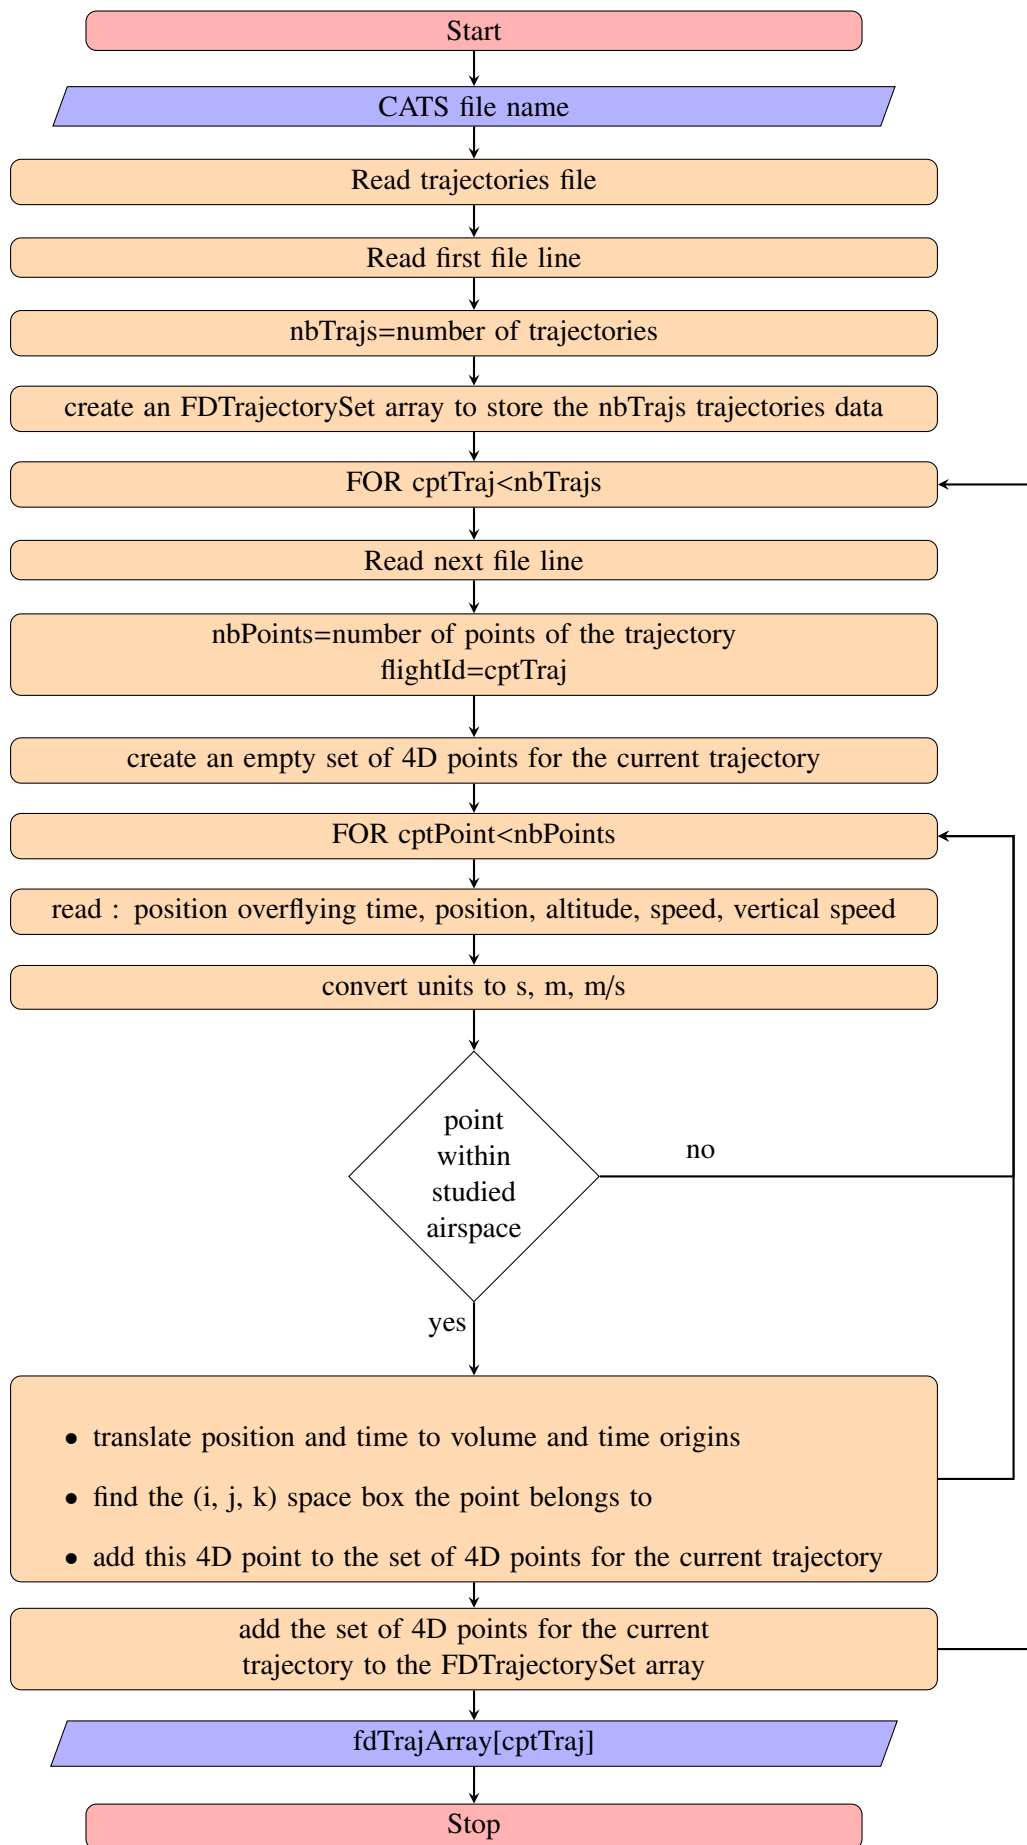 Start
CATS file name
Read trajectories file
Read first file line
nbTrajs=number of trajectories
create an FDTrajectorySet array to store the nbTrajs trajectories data
FOR cptTraj<nbTrajs
Read next file line
nbPoints=number of points of the trajectory
flightId=cptTraj
create an empty set of 4D points for the current trajectory
FOR cptPoint<nbPoints
read : position overflying time, position, altitude, speed, vertical speed
convert units to s, m, m/s
point
within
studied
airspace
no
yes
• translate position and time to volume and time origins
• find the (i, j, k) space box the point belongs to
• add this 4D point to the set of 4D points for the current trajectory
add the set of 4D points for the current
trajectory to the FDTrajectorySet array
fdTrajArray[cptTraj]
Stop